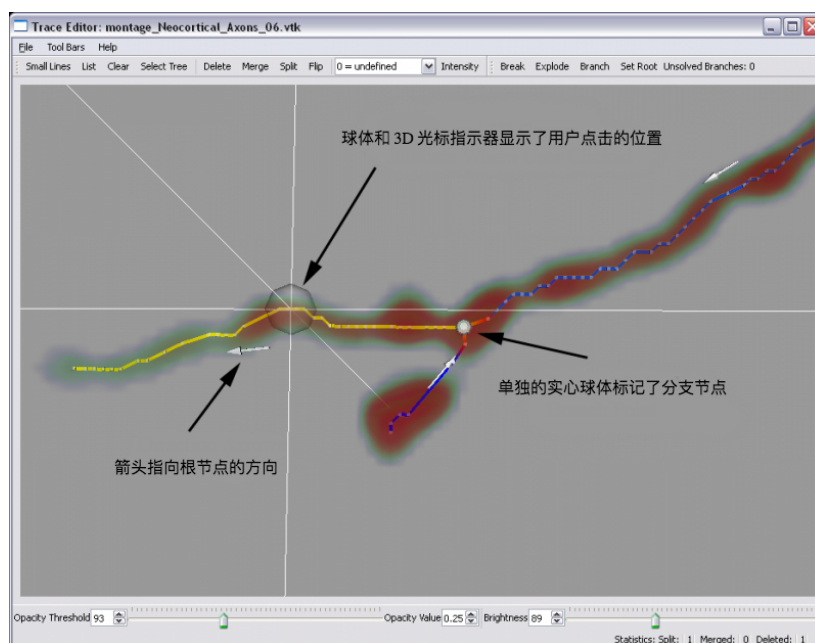 Trace Editor: montage_Neocortical_Axons_06.vtk
File Tool Bars Help
Small Lines List Clear Select Tree Delete Merge Split Flip 0 = undefined Intensity Break Explode Branch Set Root Unsolved Branches: 0
球体和 3D 光标指示器显示了用户点击的位置
单独的实心球体标记了分支节点
箭头指向根节点的方向
Opacity Threshold 93 Opacity Value 0.25 Brightness 89
Statistics: Split: 1 Merged: 0 Deleted: 1